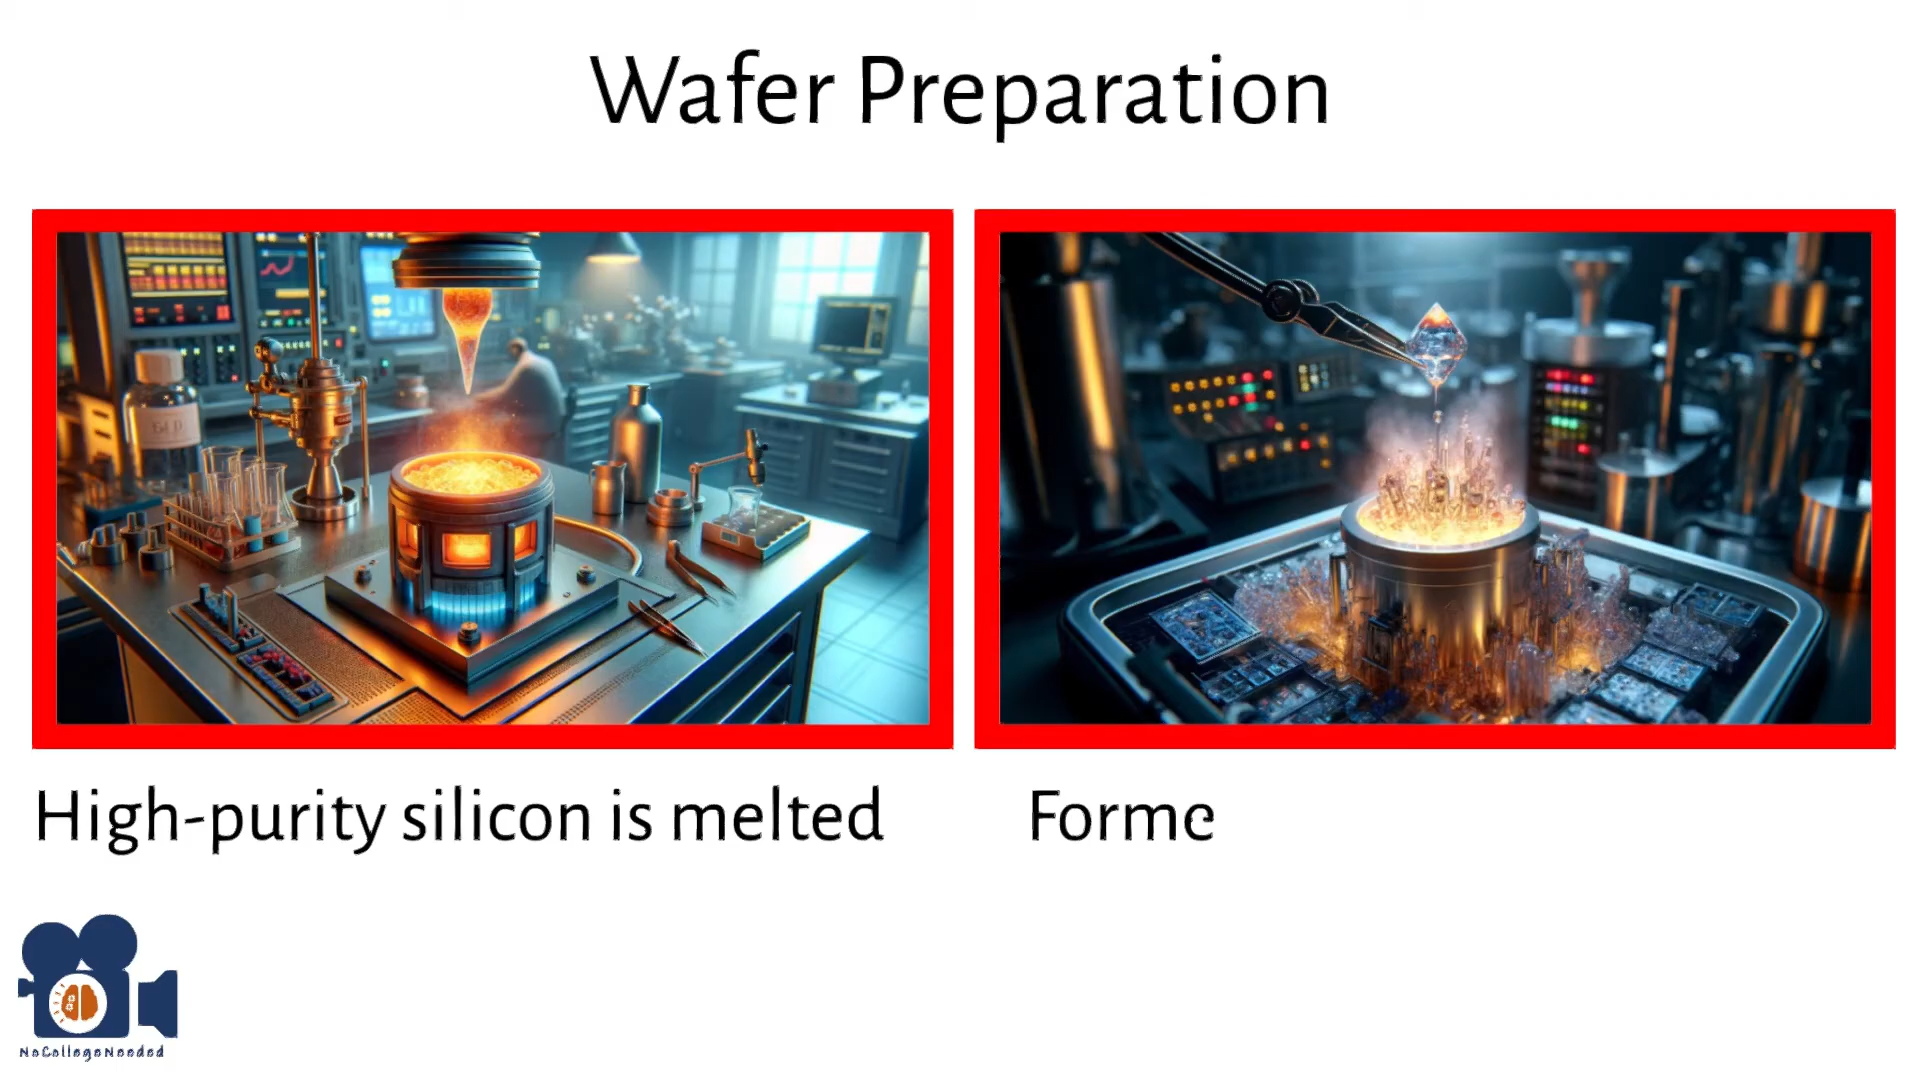 Wafer Preparation
High-purity silicon is melted
Forme
NoCollegeNeeded